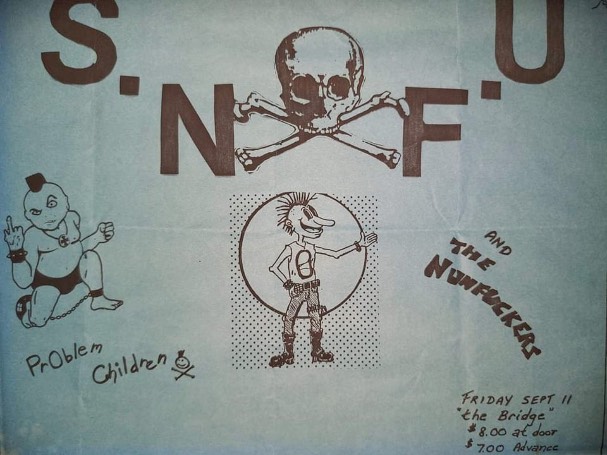 S.N.F.U
PrOblem
Children
AND
THE
NUNFUCKERS
FRIDAY SEPT 11
"the Bridge"
$8.00 at door
$7.00 Advance